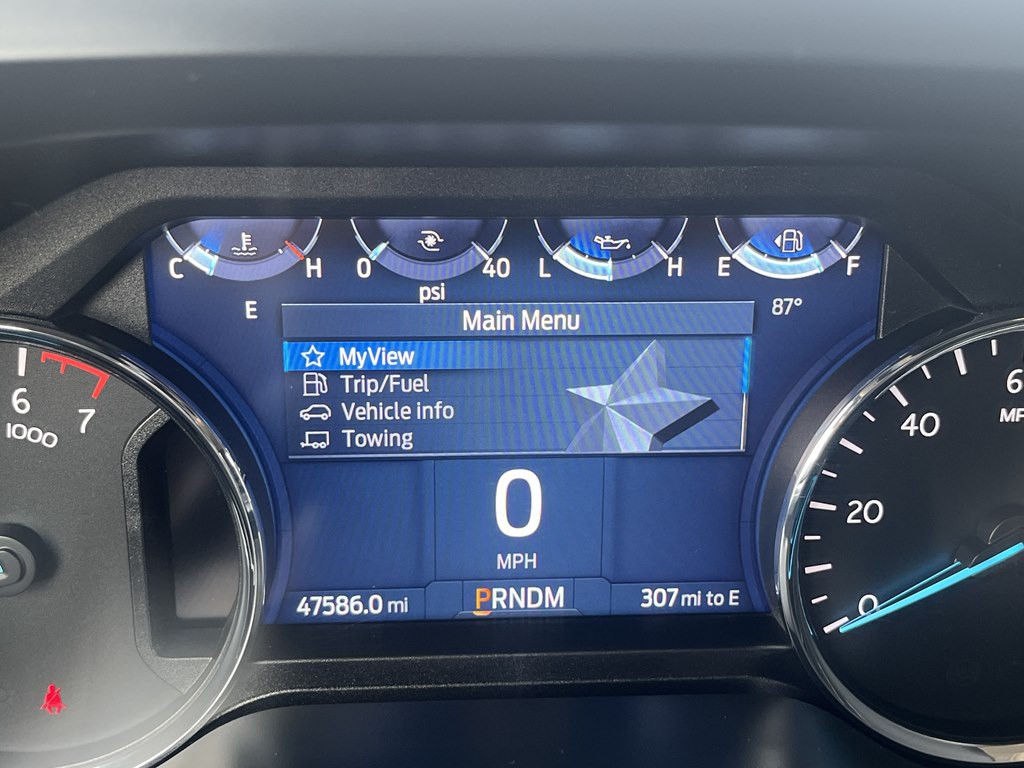 C H 0 40 L H E F
psi
E 87°
Main Menu
MyView
Trip/Fuel
Vehicle info
Towing
0
MPH
47586.0 mi PRNDM 307 mi to E
6 7
1000
0 20 40 6